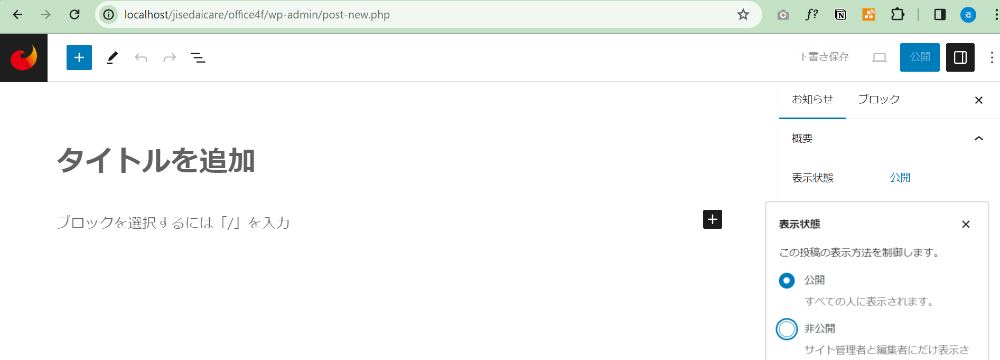 localhost/jisedaicare/office4f/wp-admin/post-new.php
f?
N
N
遥
下書き保存
公開
お知らせ
ブロック
概要
タイトルを追加
表示状態
公開
ブロックを選択するには「/」を入力
表示状態
この投稿の表示方法を制御します。
公開
すべての人に表示されます。
非公開
サイト管理者と編集者にだけ表示さ